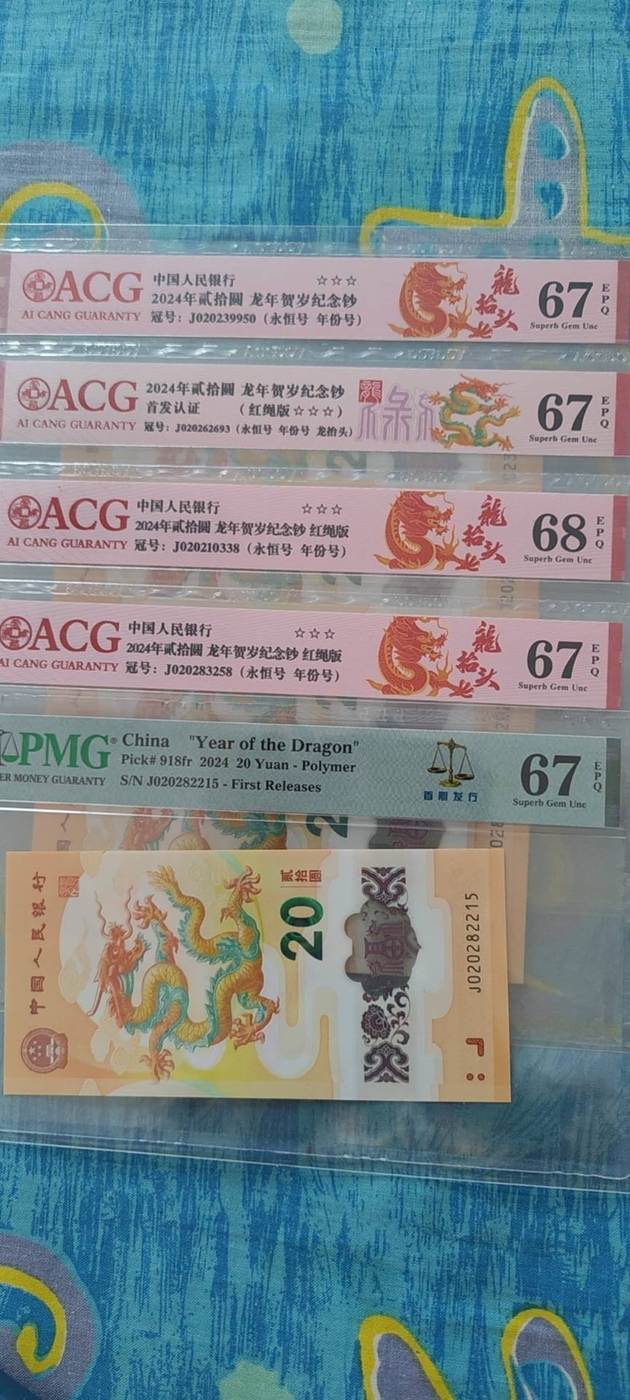 ACG
AI CANG GUARANTY
中国人民银行 ☆☆☆
2024年贰拾圆 龙年贺岁纪念钞
冠号：J020239950（永恒号 年份号）
龍抬头
67
EPQ
Superb Gem Unc
ACG
AI CANG GUARANTY
2024年贰拾圆 龙年贺岁纪念钞
首发认证 （红绳版☆☆☆）
冠号：J020262693（永恒号 年份号 龙抬头）
67
EPQ
Superb Gem Unc
ACG
AI CANG GUARANTY
中国人民银行 ☆☆☆
2024年贰拾圆 龙年贺岁纪念钞 红绳版
冠号：J020210338（永恒号 年份号）
龍抬头
68
EPQ
Superb Gem Unc
ACG
AI CANG GUARANTY
中国人民银行 ☆☆☆
2024年贰拾圆 龙年贺岁纪念钞 红绳版
冠号：J020283258（永恒号 年份号）
龍抬头
67
EPQ
Superb Gem Unc
PMG®
ER MONEY GUARANTY
China "Year of the Dragon"
Pick# 918fr 2024 20 Yuan - Polymer
S/N J020282215 - First Releases
首期发行
67
EPQ
Superb Gem Unc
中国人民银行
贰拾圆
20
J020282215